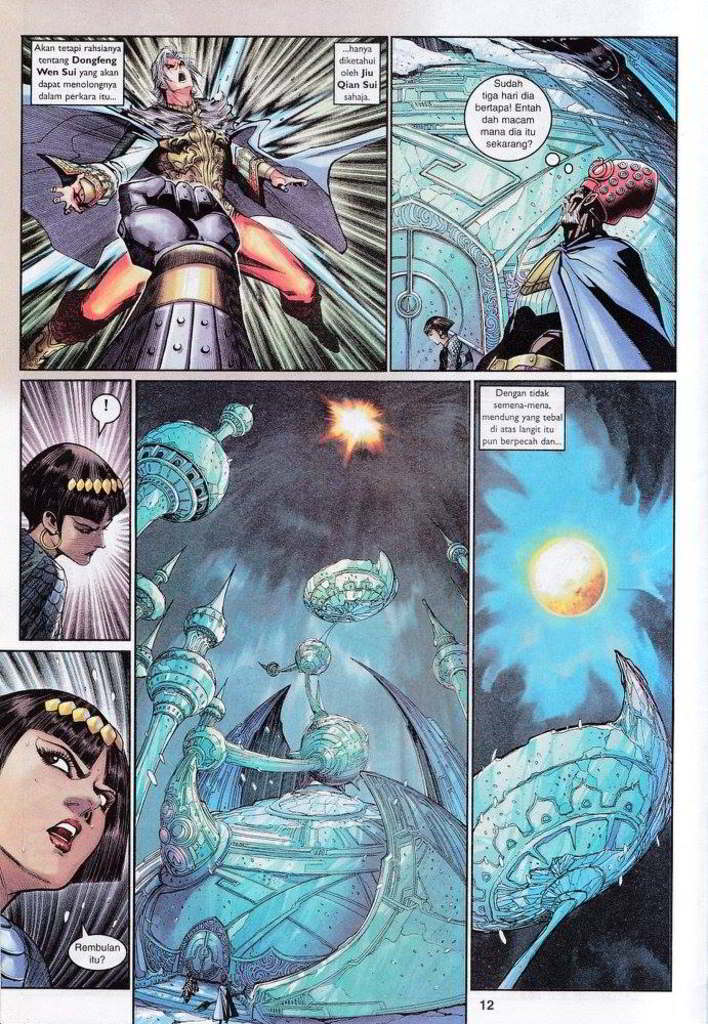 Akan tetapi rahsianya
tentang Dongfeng
Wen Sui yang akan
dapat menolongnya
dalam perkara itu...
...hanya
diketahui
oleh Jiu
Qian Sui
sahaja.
Sudah
tiga hari dia
bertapa! Entah
dah macam
mana dia itu
sekarang?
!
Rembulan
itu?
Dengan tidak
semena-mena,
mendung yang tebal
di atas langit itu
pun berpecah dan...
12